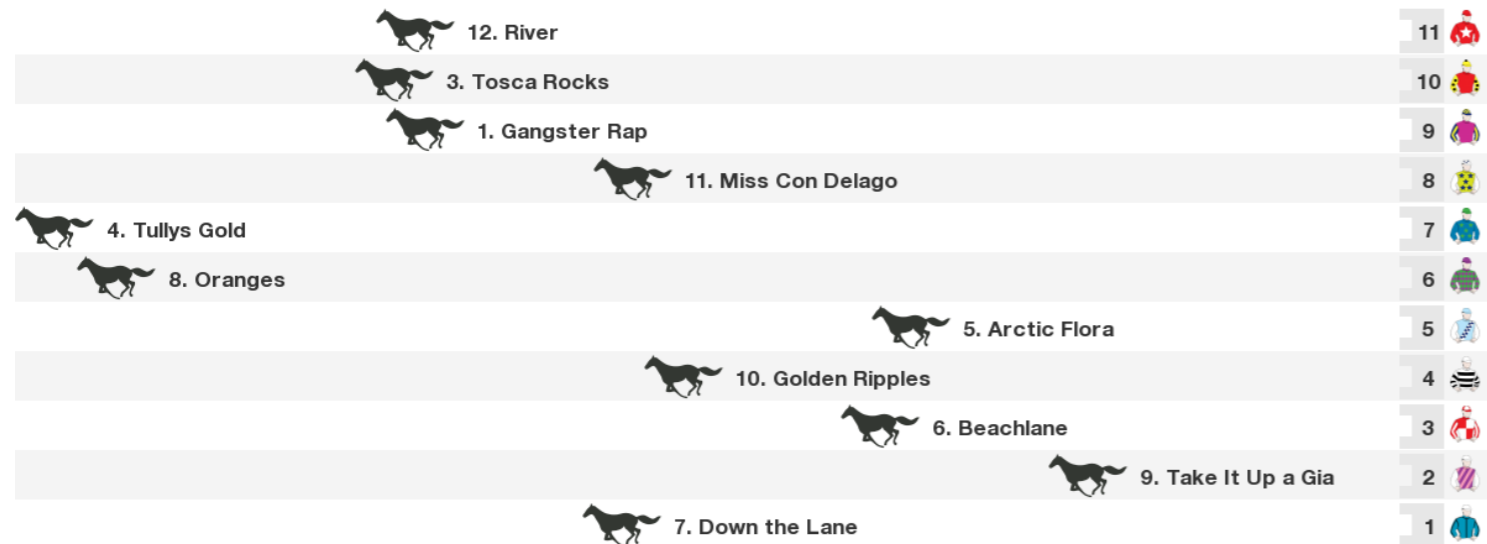 12. River 11
3. Tosca Rocks 10
1. Gangster Rap 9
11. Miss Con Delago 8
4. Tullys Gold 7
8. Oranges 6
5. Arctic Flora 5
10. Golden Ripples 4
6. Beachlane 3
9. Take It Up a Gia 2
7. Down the Lane 1